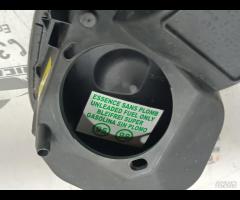 ESSENCE SANS PLOMB
UNLEADED FUEL ONLY
BLEIFREI SUPER
GASOLINA SIN PLOMO